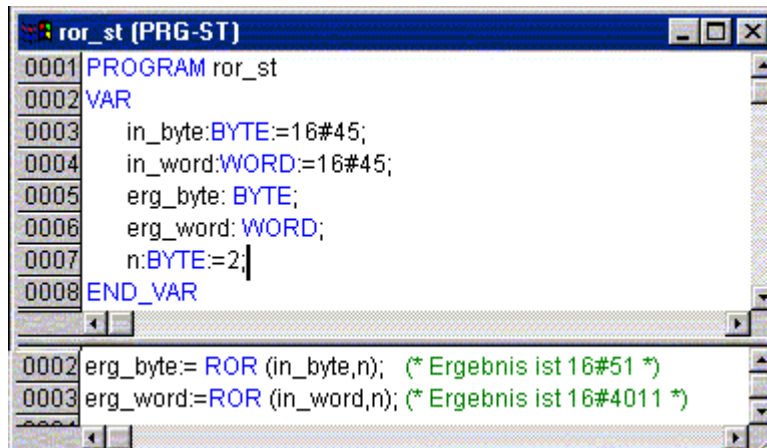 ror_st (PRG-ST)
0001 PROGRAM ror_st
0002 VAR
0003 in_byte:BYTE:=16#45;
0004 in_word:WORD:=16#45;
0005 erg_byte: BYTE;
0006 erg_word: WORD;
0007 n:BYTE:=2;
0008 END_VAR
0002 erg_byte:= ROR (in_byte,n); (* Ergebnis ist 16#51 *)
0003 erg_word:=ROR (in_word,n); (* Ergebnis ist 16#4011 *)